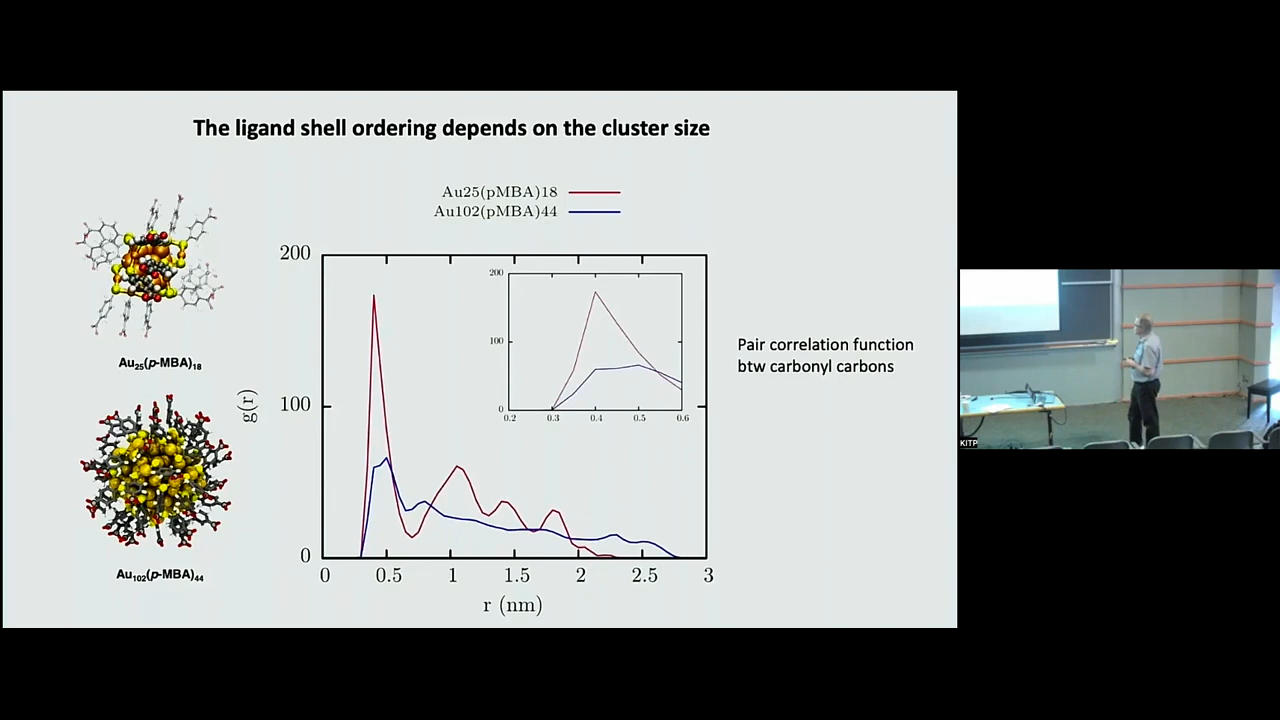 The ligand shell ordering depends on the cluster size
Au25(pMBA)18
Au102(pMBA)44
Au25(p-MBA)18
Au102(p-MBA)44
200
100
0
g(r)
0 0.5 1 1.5 2 2.5 3
r (nm)
200
100
0
0.2 0.3 0.4 0.5 0.6
Pair correlation function
btw carbonyl carbons
KITP